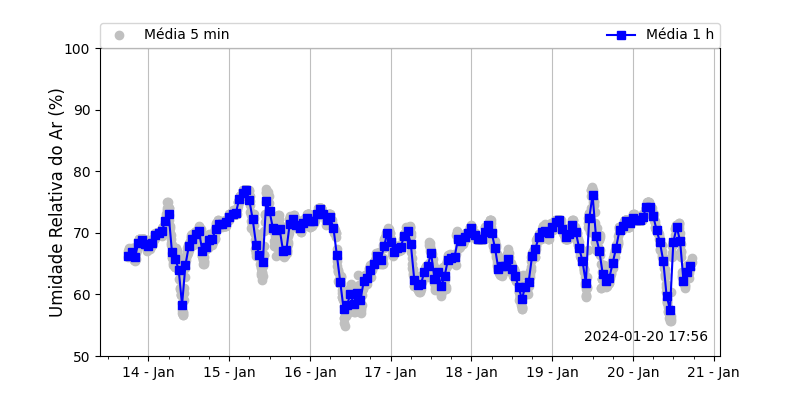 Média 5 min
Média 1 h
Umidade Relativa do Ar (%)
100
90
80
70
60
50
2024-01-20 17:56
14 - Jan
15 - Jan
16 - Jan
17 - Jan
18 - Jan
19 - Jan
20 - Jan
21 - Jan